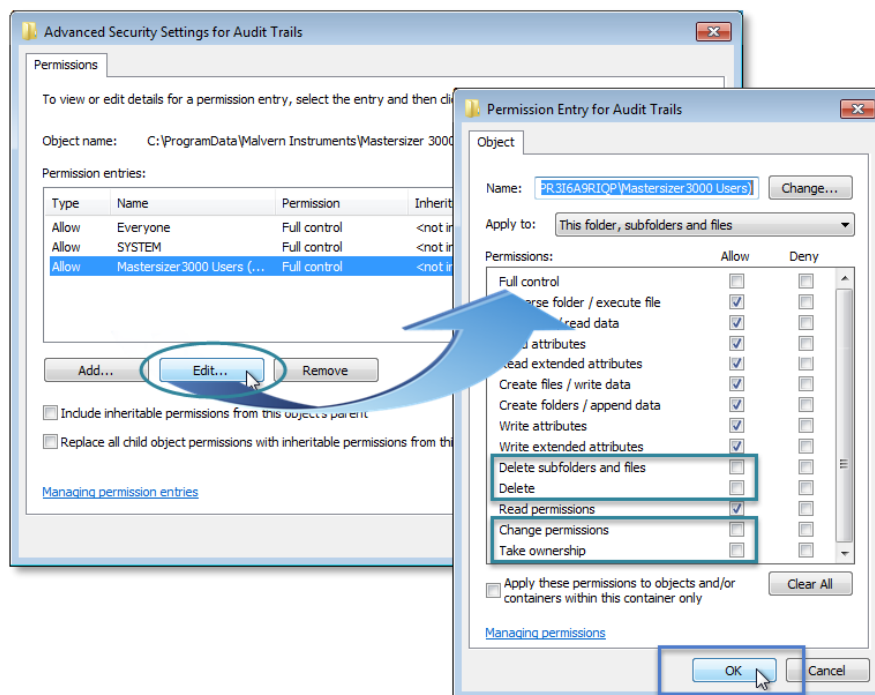 Advanced Security Settings for Audit Trails
Permissions
To view or edit details for a permission entry, select the entry and then cli
Object name: C:\ProgramData\Malvern Instruments\Mastersizer 3000
Permission entries:
Type Name Permission Inherit
Allow Everyone Full control <not in
Allow SYSTEM Full control <not in
Allow Mastersizer3000 Users (... Full control <not in
Add... Edit... Remove
Include inheritable permissions from this object's parent
Replace all child object permissions with inheritable permissions from thi
Managing permission entries
Permission Entry for Audit Trails
Object
Name: PR3I6A9RIQP\Mastersizer3000 Users) Change...
Apply to: This folder, subfolders and files
Permissions: Allow Deny
Full control
erse folder / execute file
/ read data
attributes
Read extended attributes
Create files / write data
Create folders / append data
Write attributes
Write extended attributes
Delete subfolders and files
Delete
Read permissions
Change permissions
Take ownership
Apply these permissions to objects and/or
containers within this container only
Clear All
Managing permissions
OK Cancel